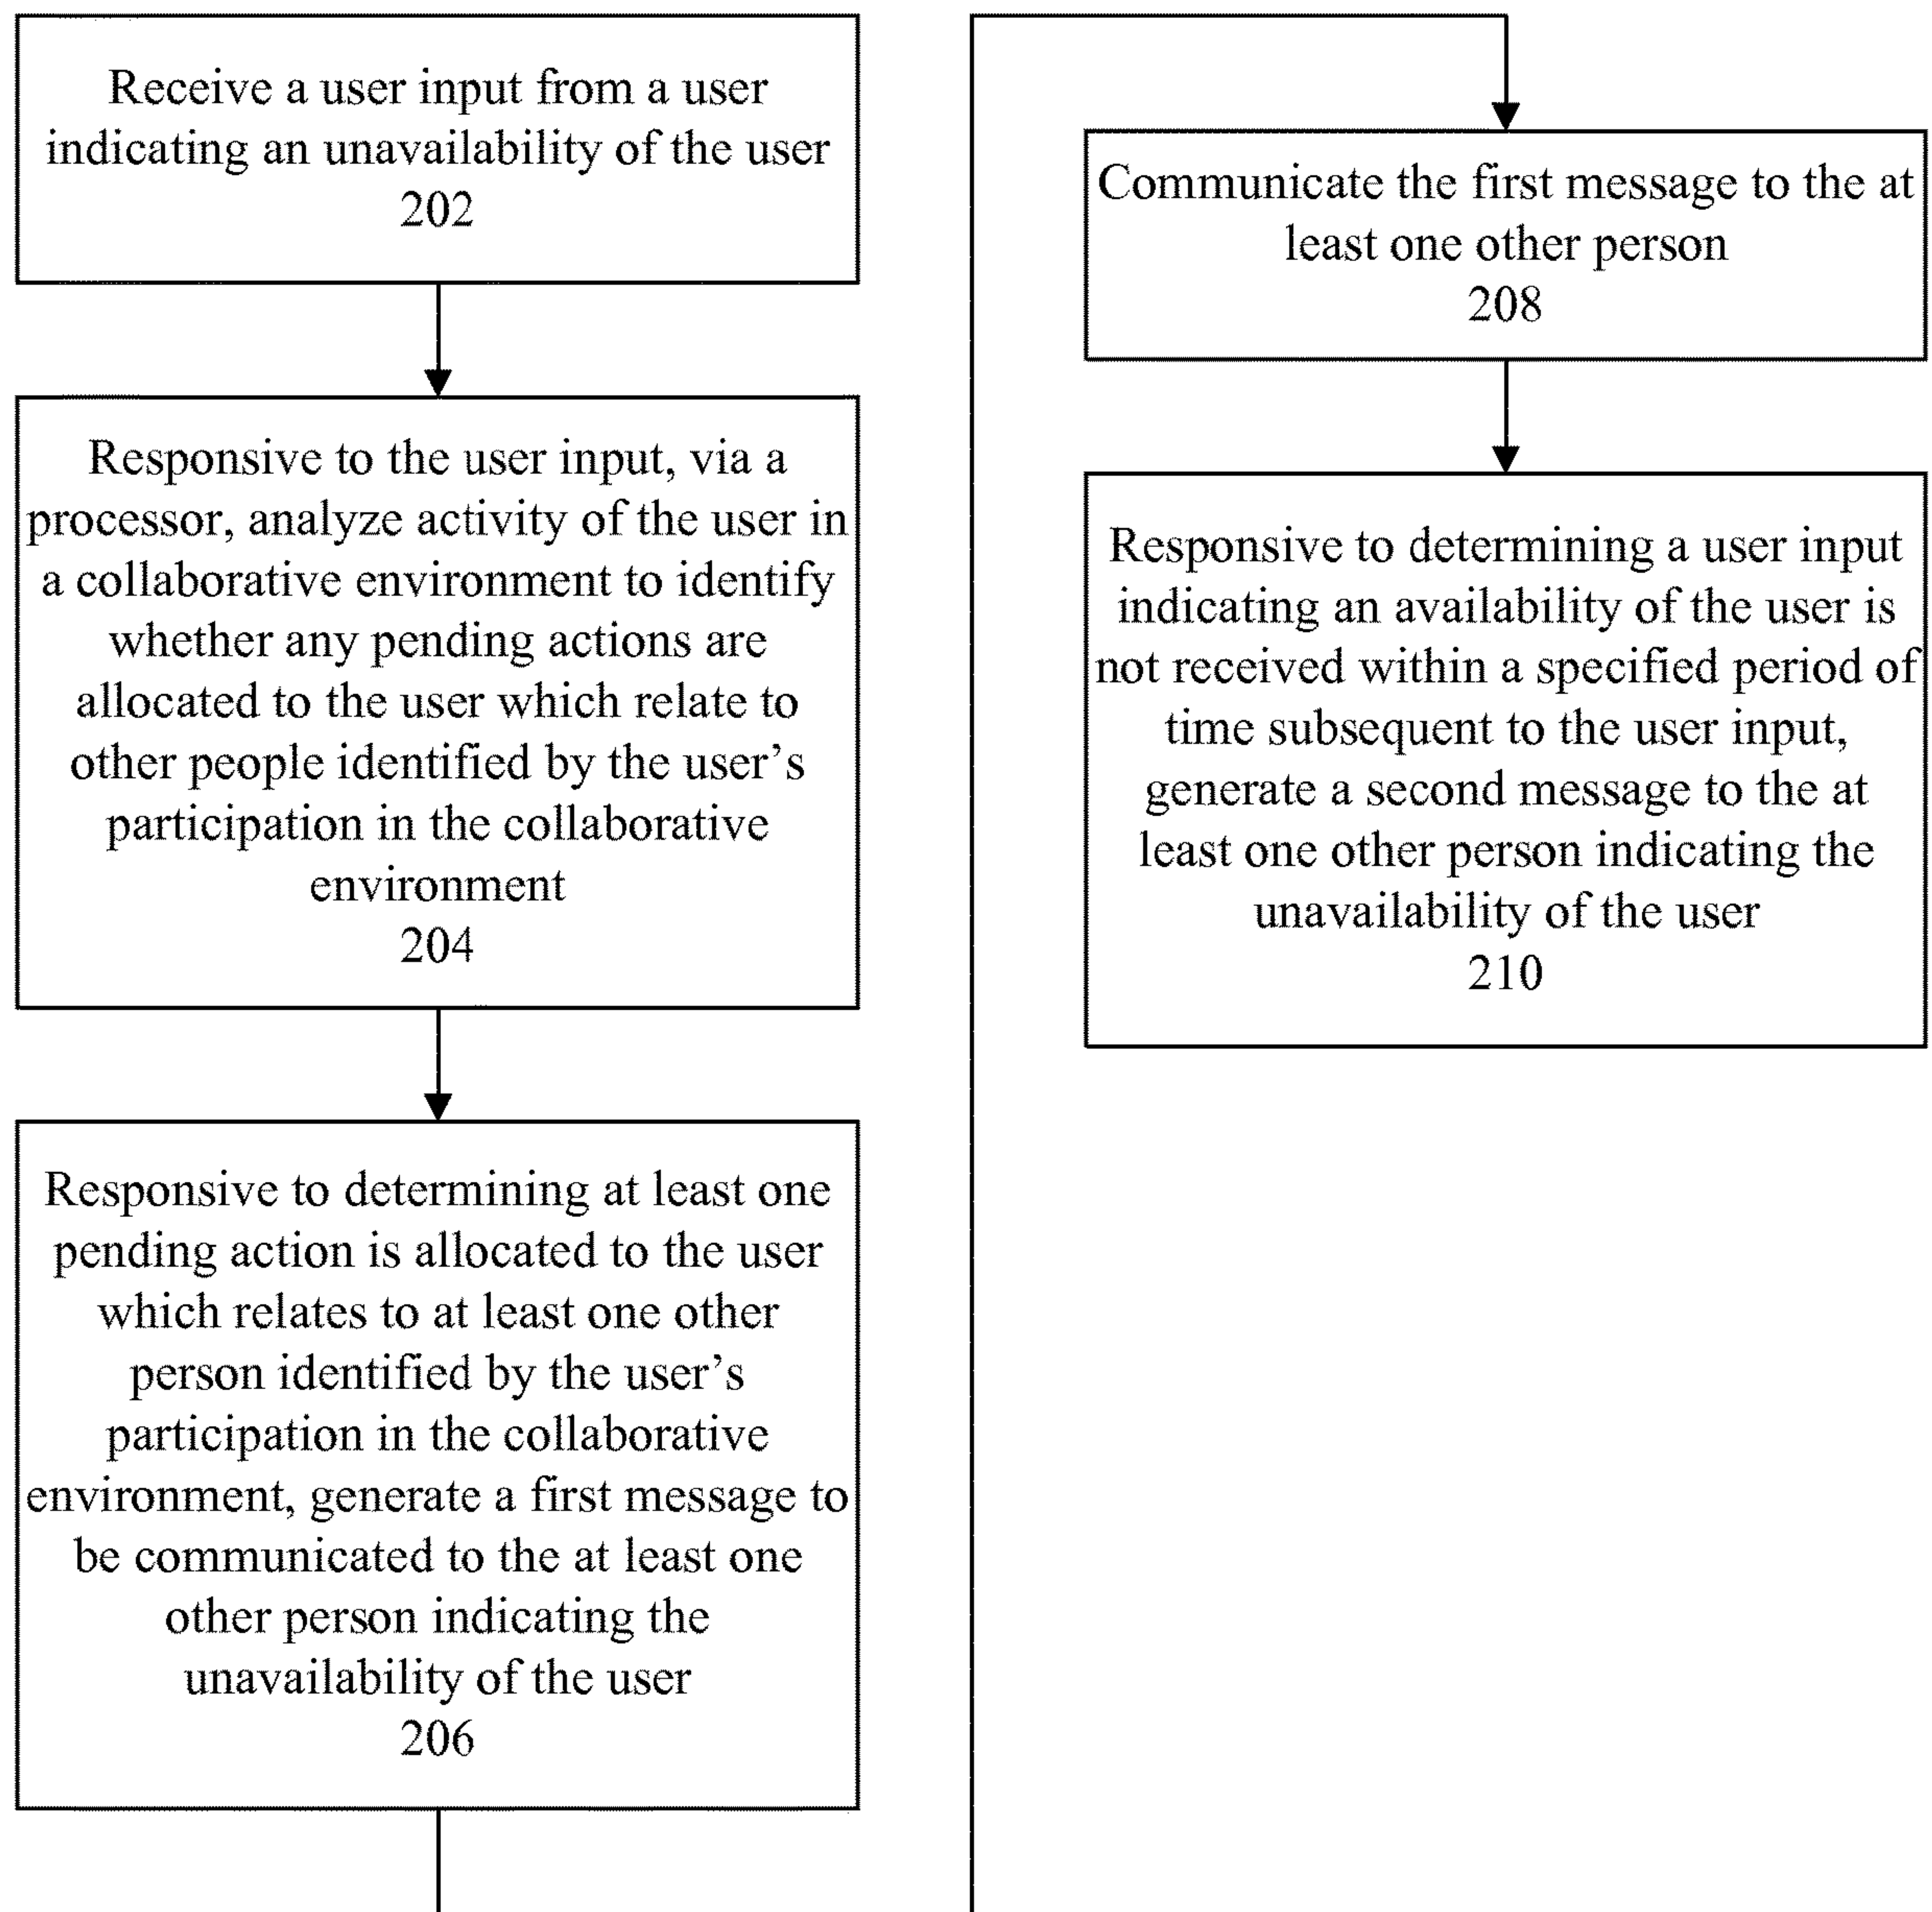 Receive a user input from a user
indicating an unavailability of the user
202
Responsive to the user input, via a
processor, analyze activity of the user in
a collaborative environment to identify
whether any pending actions are
allocated to the user which relate to
other people identified by the user’s
participation in the collaborative
environment
204
Responsive to determining at least one
pending action is allocated to the user
which relates to at least one other
person identified by the user’s
participation in the collaborative
environment, generate a first message to
be communicated to the at least one
other person indicating the
unavailability of the user
206
Communicate the first message to the at
least one other person
208
Responsive to determining a user input
indicating an availability of the user is
not received within a specified period of
time subsequent to the user input,
generate a second message to the at
least one other person indicating the
unavailability of the user
210